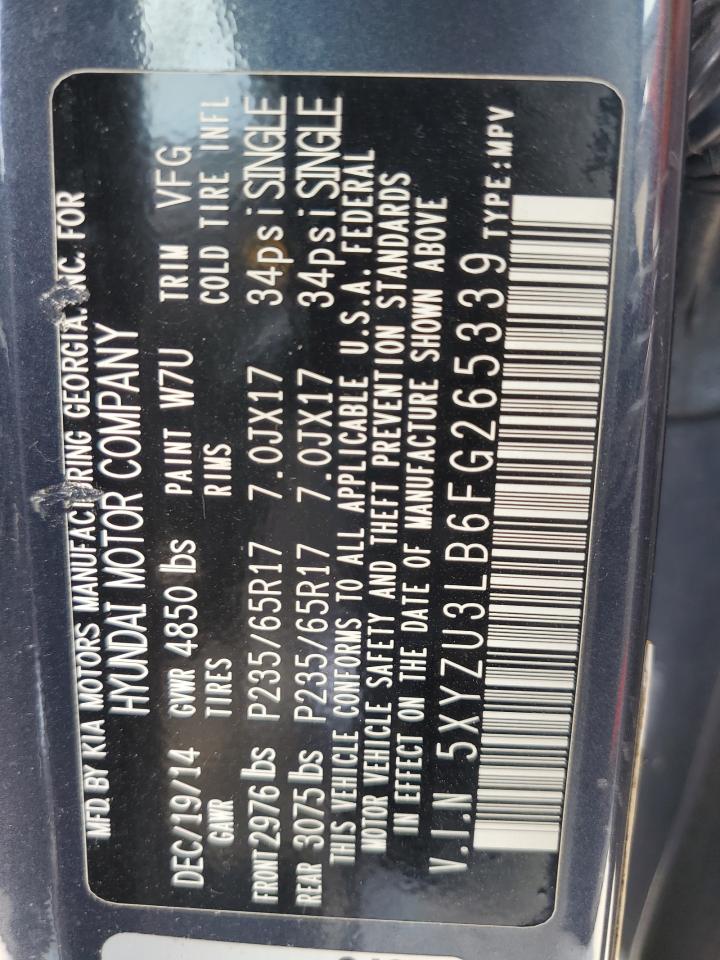 MFD. BY KIA MOTORS MANUFACTURING GEORGIA. INC. FOR
HYUNDAI MOTOR COMPANY
DEC/19/14 GVWR 4850 lbs PAINT W7U TRIM VFG
GAWR TIRES RIMS COLD TIRE INFL
FRONT 2976 lbs P235/65R17 7.0JX17 34psi SINGLE
REAR 3075 lbs P235/65R17 7.0JX17 34psi SINGLE
THIS VEHICLE CONFORMS TO ALL APPLICABLE U.S.A. FEDERAL
MOTOR VEHICLE SAFETY AND THEFT PREVENTION STANDARDS
IN EFFECT ON THE DATE OF MANUFACTURE SHOWN ABOVE
V.I.N 5XYZU3LB6FG265339 TYPE:MPV